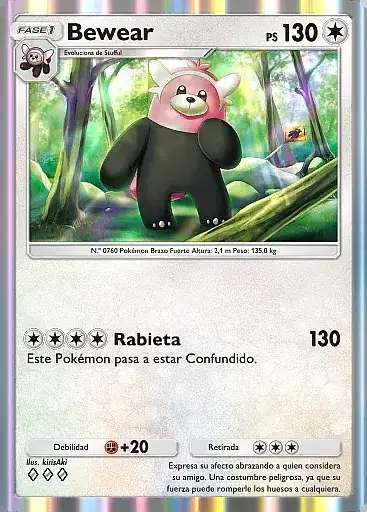 FASE 1
Bewear
PS 130
Evoluciona de Stufful
N.º 0760 Pokémon Brazo Fuerte Altura: 2,1 m Peso: 135,0 kg
Rabieta 130
Este Pokémon pasa a estar Confundido.
Debilidad +20 Retirada
Ilus. kirisAki
Expresa su afecto abrazando a quien considera
su amigo. Una costumbre peligrosa, ya que su
fuerza puede romperle los huesos a cualquiera.